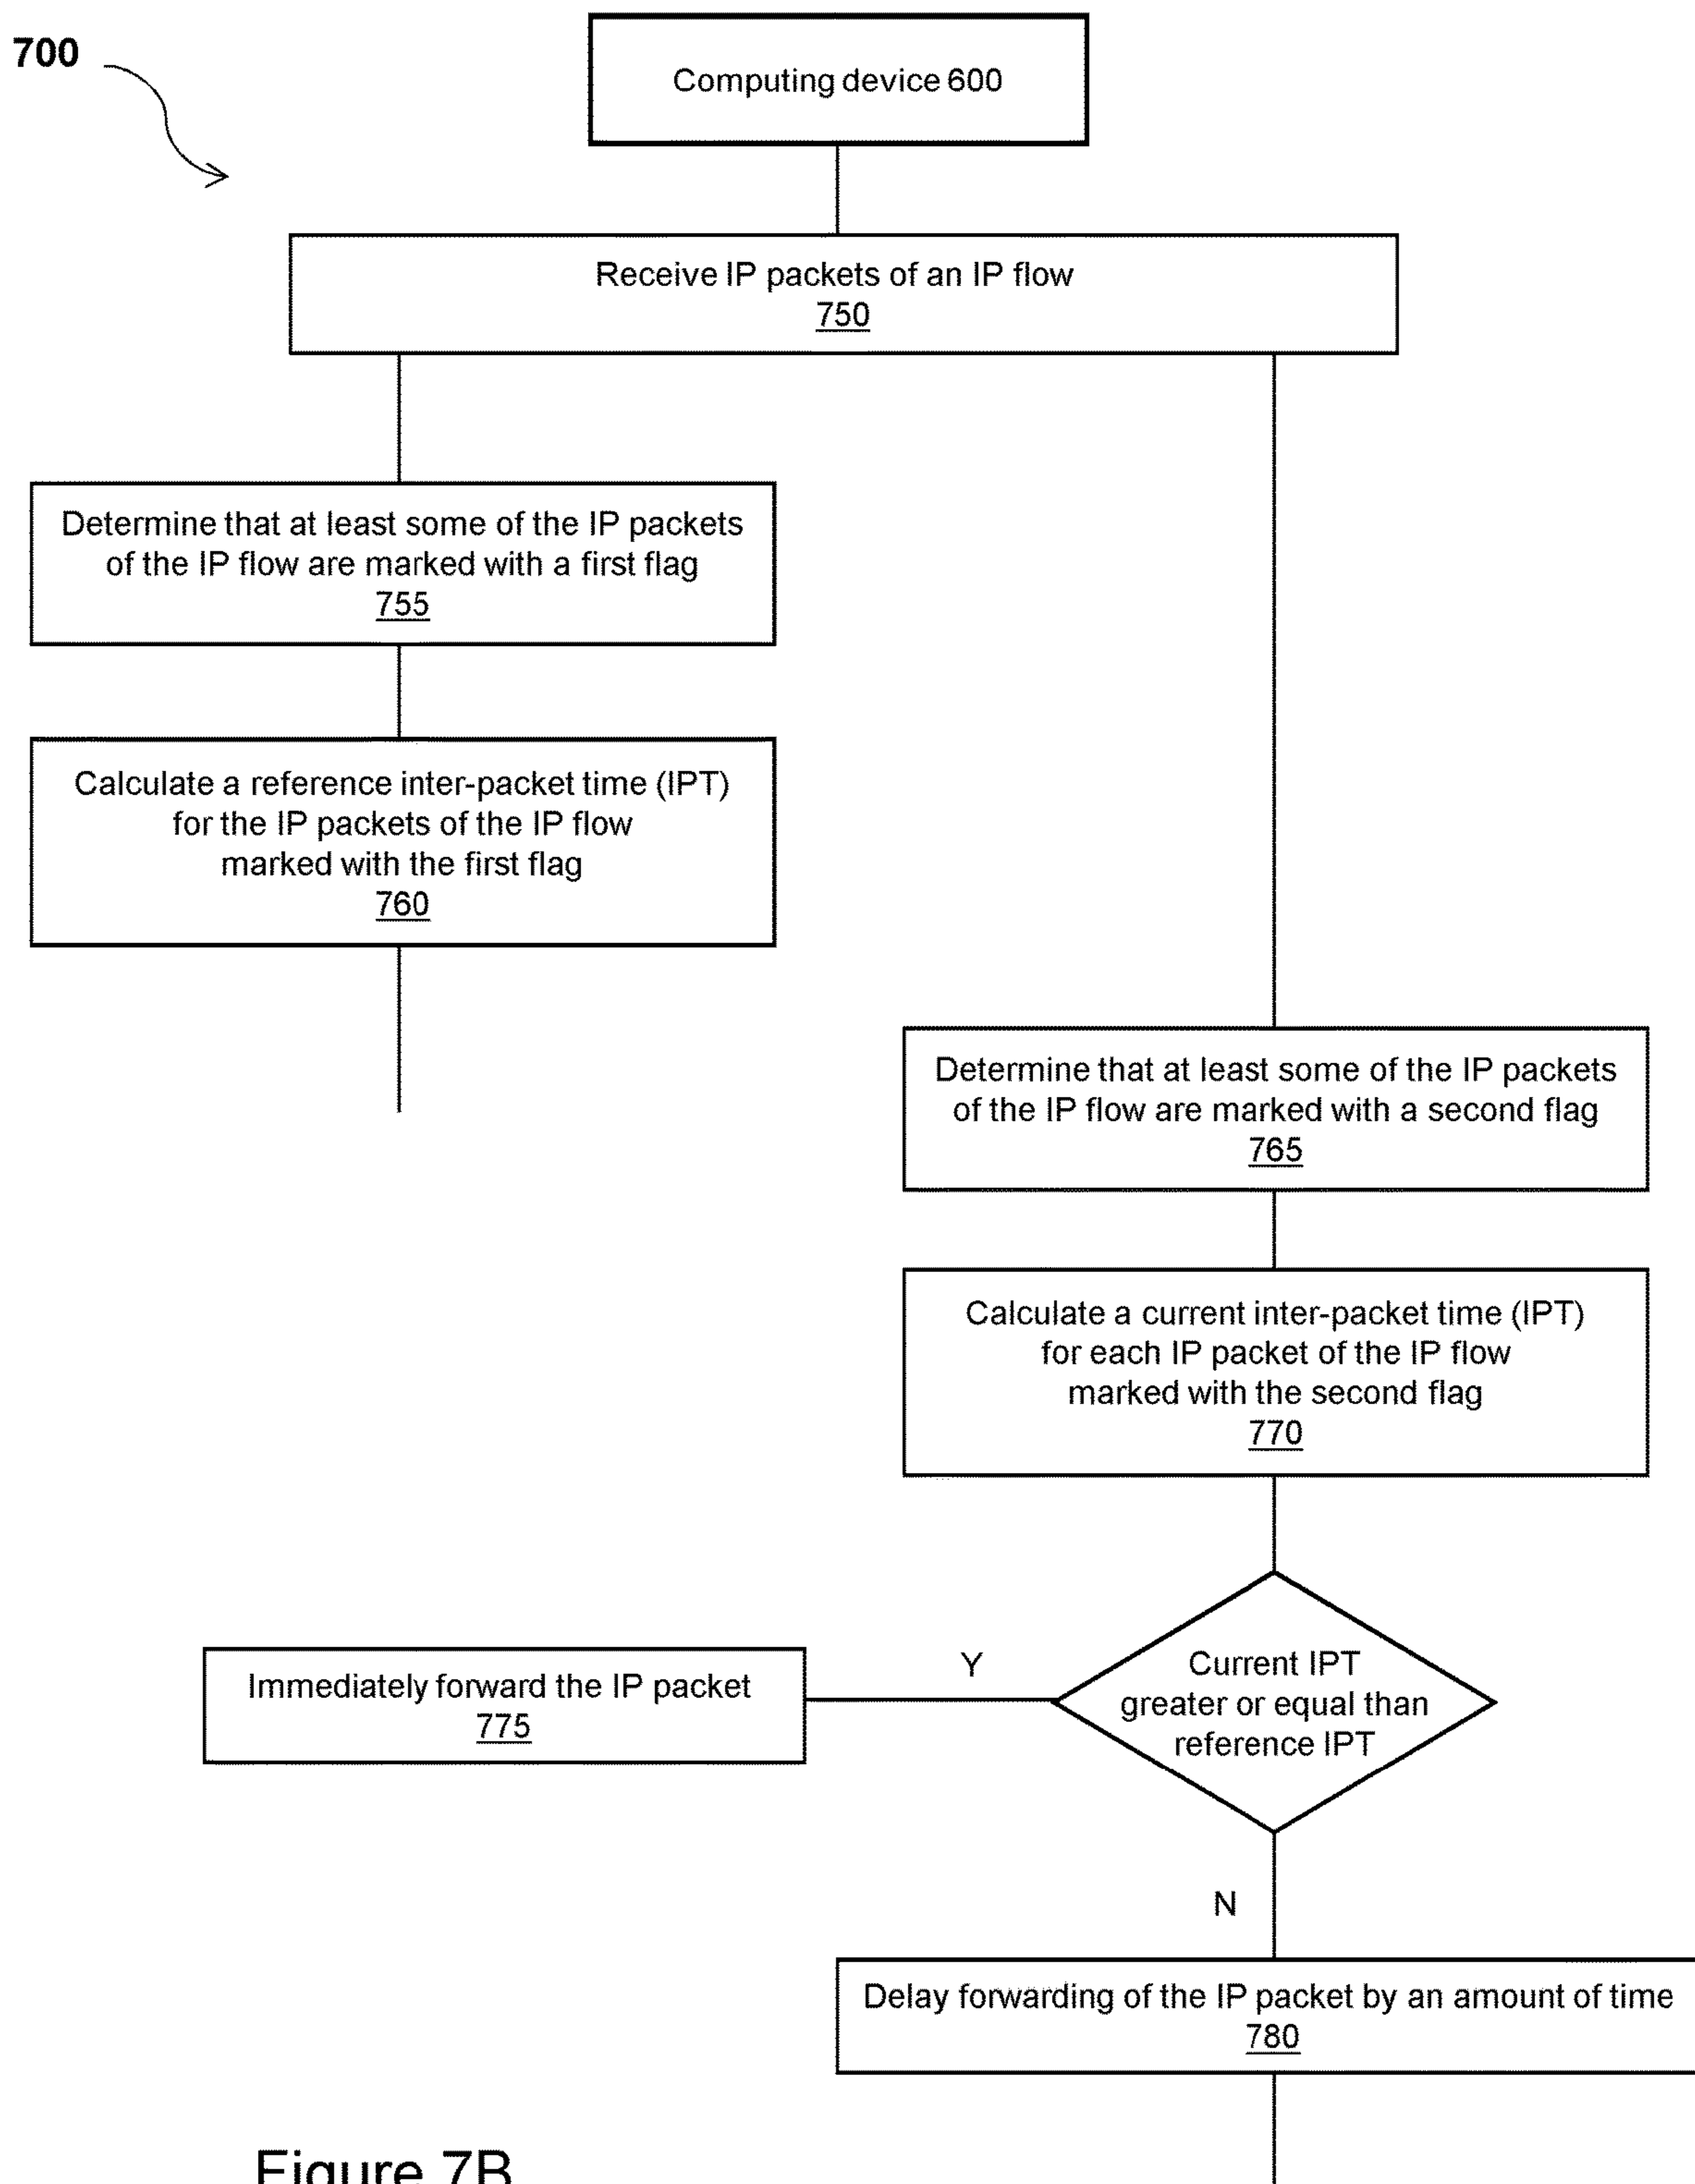 700
Computing device 600
Receive IP packets of an IP flow
750
Determine that at least some of the IP packets
of the IP flow are marked with a first flag
755
Calculate a reference inter-packet time (IPT)
for the IP packets of the IP flow
marked with the first flag
760
Determine that at least some of the IP packets
of the IP flow are marked with a second flag
765
Calculate a current inter-packet time (IPT)
for each IP packet of the IP flow
marked with the second flag
770
Immediately forward the IP packet
775
Y
Current IPT
greater or equal than
reference IPT
N
Delay forwarding of the IP packet by an amount of time
780
Figure 7B